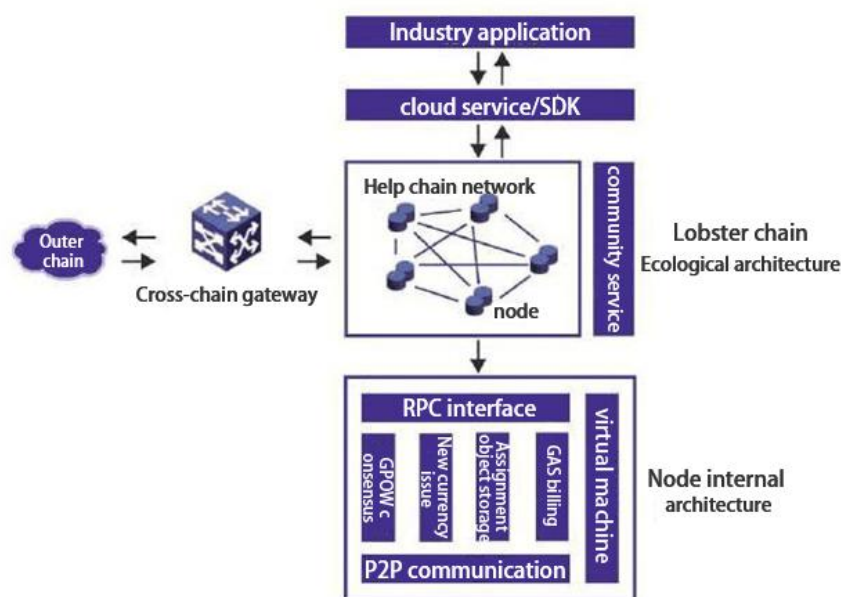 Industry application
cloud service/SDK
Help chain network
node
community service
Outer
chain
Cross-chain gateway
Lobster chain
Ecological architecture
RPC interface
GPOW c
onsensus
New currency
issue
Assignment
object storage
GAS billing
virtual machine
P2P communication
Node internal
architecture